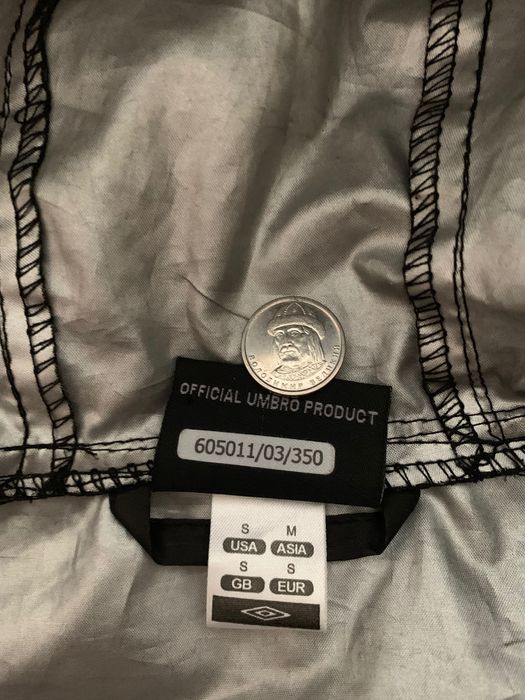 ВОЛОДИМИР ВЕЛИКИЙ
OFFICIAL UMBRO PRODUCT
605011/03/350
S M
USA ASIA
S S
GB EUR